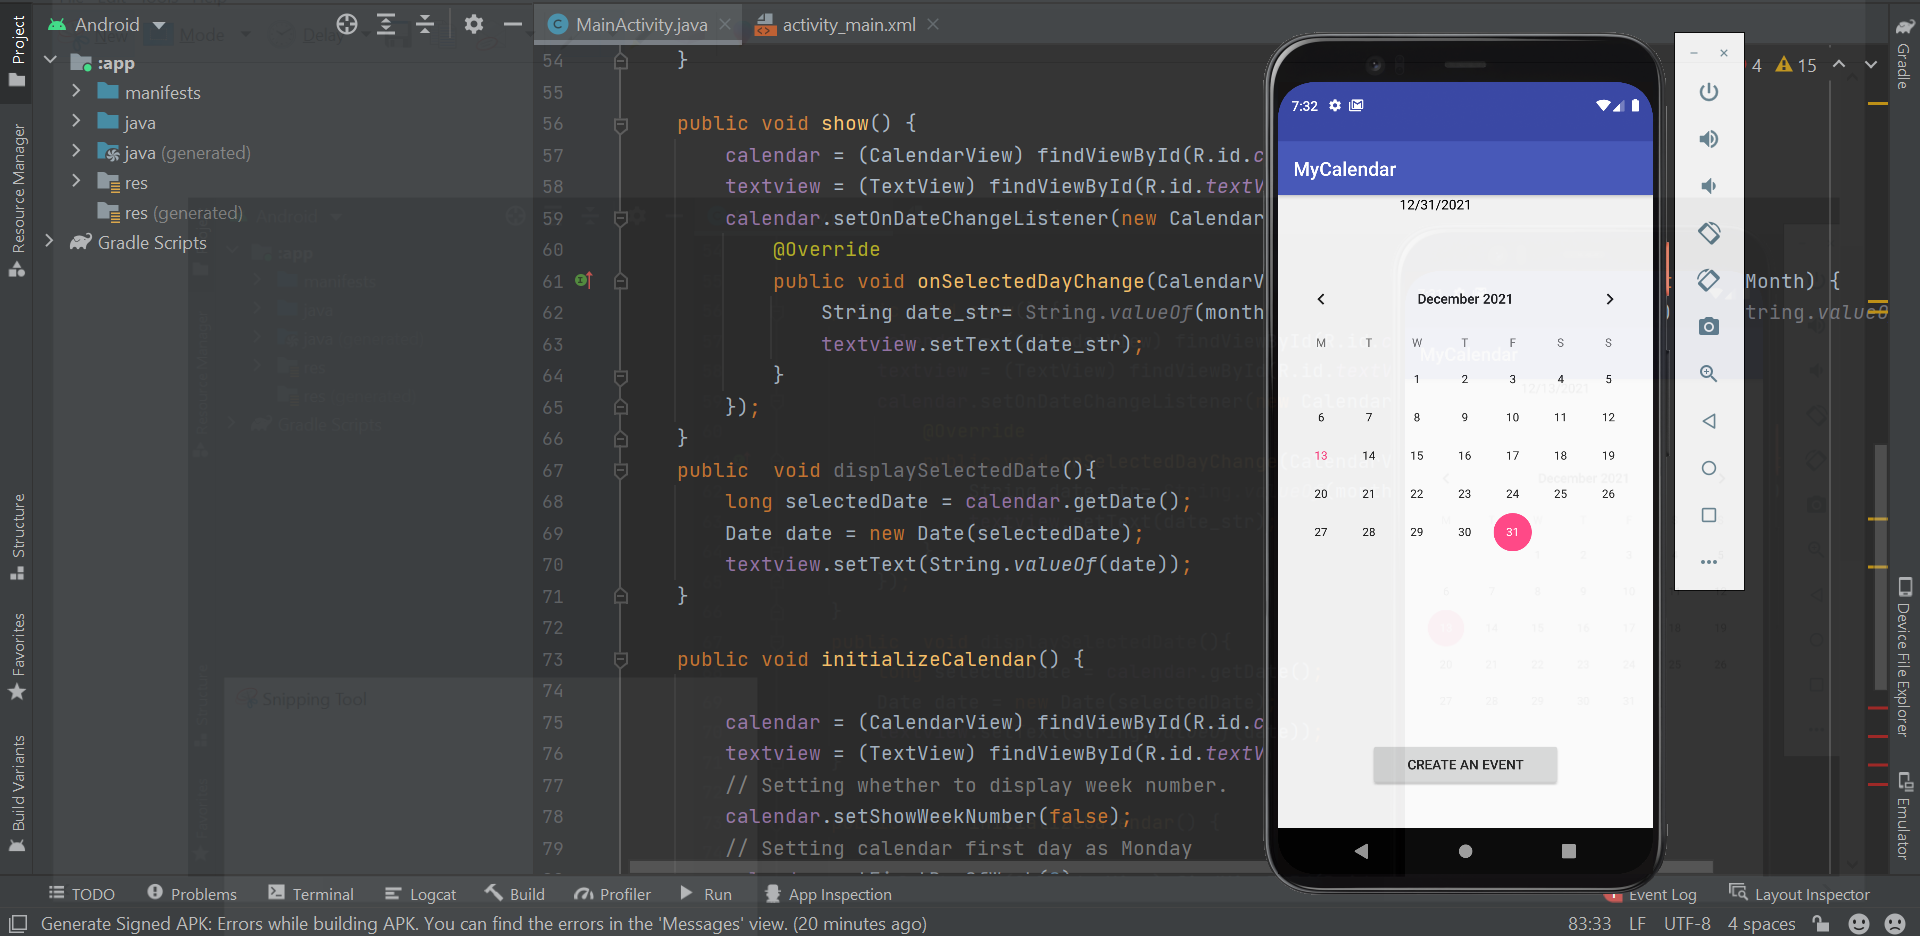 Android
MainActivity.java
activity_main.xml
Project
Resource Manager
Structure
Favorites
Build Variants
:app
manifests
java
java (generated)
res
res (generated)
Gradle Scripts
54 }
55
56 public void show() {
57 calendar = (CalendarView) findViewById(R.id.c
58 textview = (TextView) findViewById(R.id.textV
59 calendar.setOnDateChangeListener(new Calendar
60 @Override
61 public void onSelectedDayChange(CalendarV Month) {
62 String date_str= String.valueOf(month tring.valueO
63 textview.setText(date_str);
64 }
65 });
66 }
67 public void displaySelectedDate(){
68 long selectedDate = calendar.getDate();
69 Date date = new Date(selectedDate);
70 textview.setText(String.valueOf(date));
71 }
72
73 public void initializeCalendar() {
74
75 calendar = (CalendarView) findViewById(R.id.c
76 textview = (TextView) findViewById(R.id.textV
77 // Setting whether to display week number.
78 calendar.setShowWeekNumber(false);
79 // Setting calendar first day as Monday
4 15
7:32
MyCalendar
12/31/2021
December 2021
M T W T F S S
1 2 3 4 5
6 7 8 9 10 11 12
13 14 15 16 17 18 19
20 21 22 23 24 25 26
27 28 29 30 31
CREATE AN EVENT
Gradle
Device File Explorer
Emulator
Snipping Tool
TODO Problems Terminal Logcat Build Profiler Run App Inspection Event Log Layout Inspector
Generate Signed APK: Errors while building APK. You can find the errors in the 'Messages' view. (20 minutes ago) 83:33 LF UTF-8 4 spaces